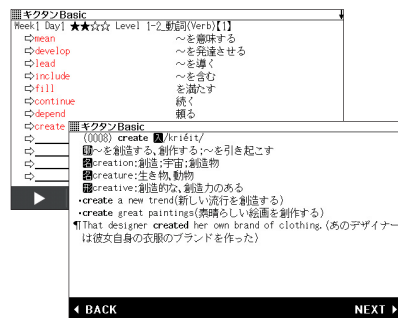 キクタンBasic
Week1 Day1 ★★☆☆ Level 1-2_動詞(Verb)【1】
⇨mean ～を意味する
⇨develop ～を発達させる
⇨lead ～を導く
⇨include ～を含む
⇨fill を満たす
⇨continue 続く
⇨depend 頼る
⇨create
キクタンBasic
(0008) create 入/kriéit/
動～を創造する、創作する;～を引き起こす
名creation:創造;宇宙;創造物
名creature:生き物,動物
形creative:創造的な、創造力のある
・create a new trend(新しい流行を創造する)
・create great paintings(素晴らしい絵画を創作する)
¶That designer created her own brand of clothing.(あのデザイナー
は彼女自身の衣服のブランドを作った)
BACK NEXT